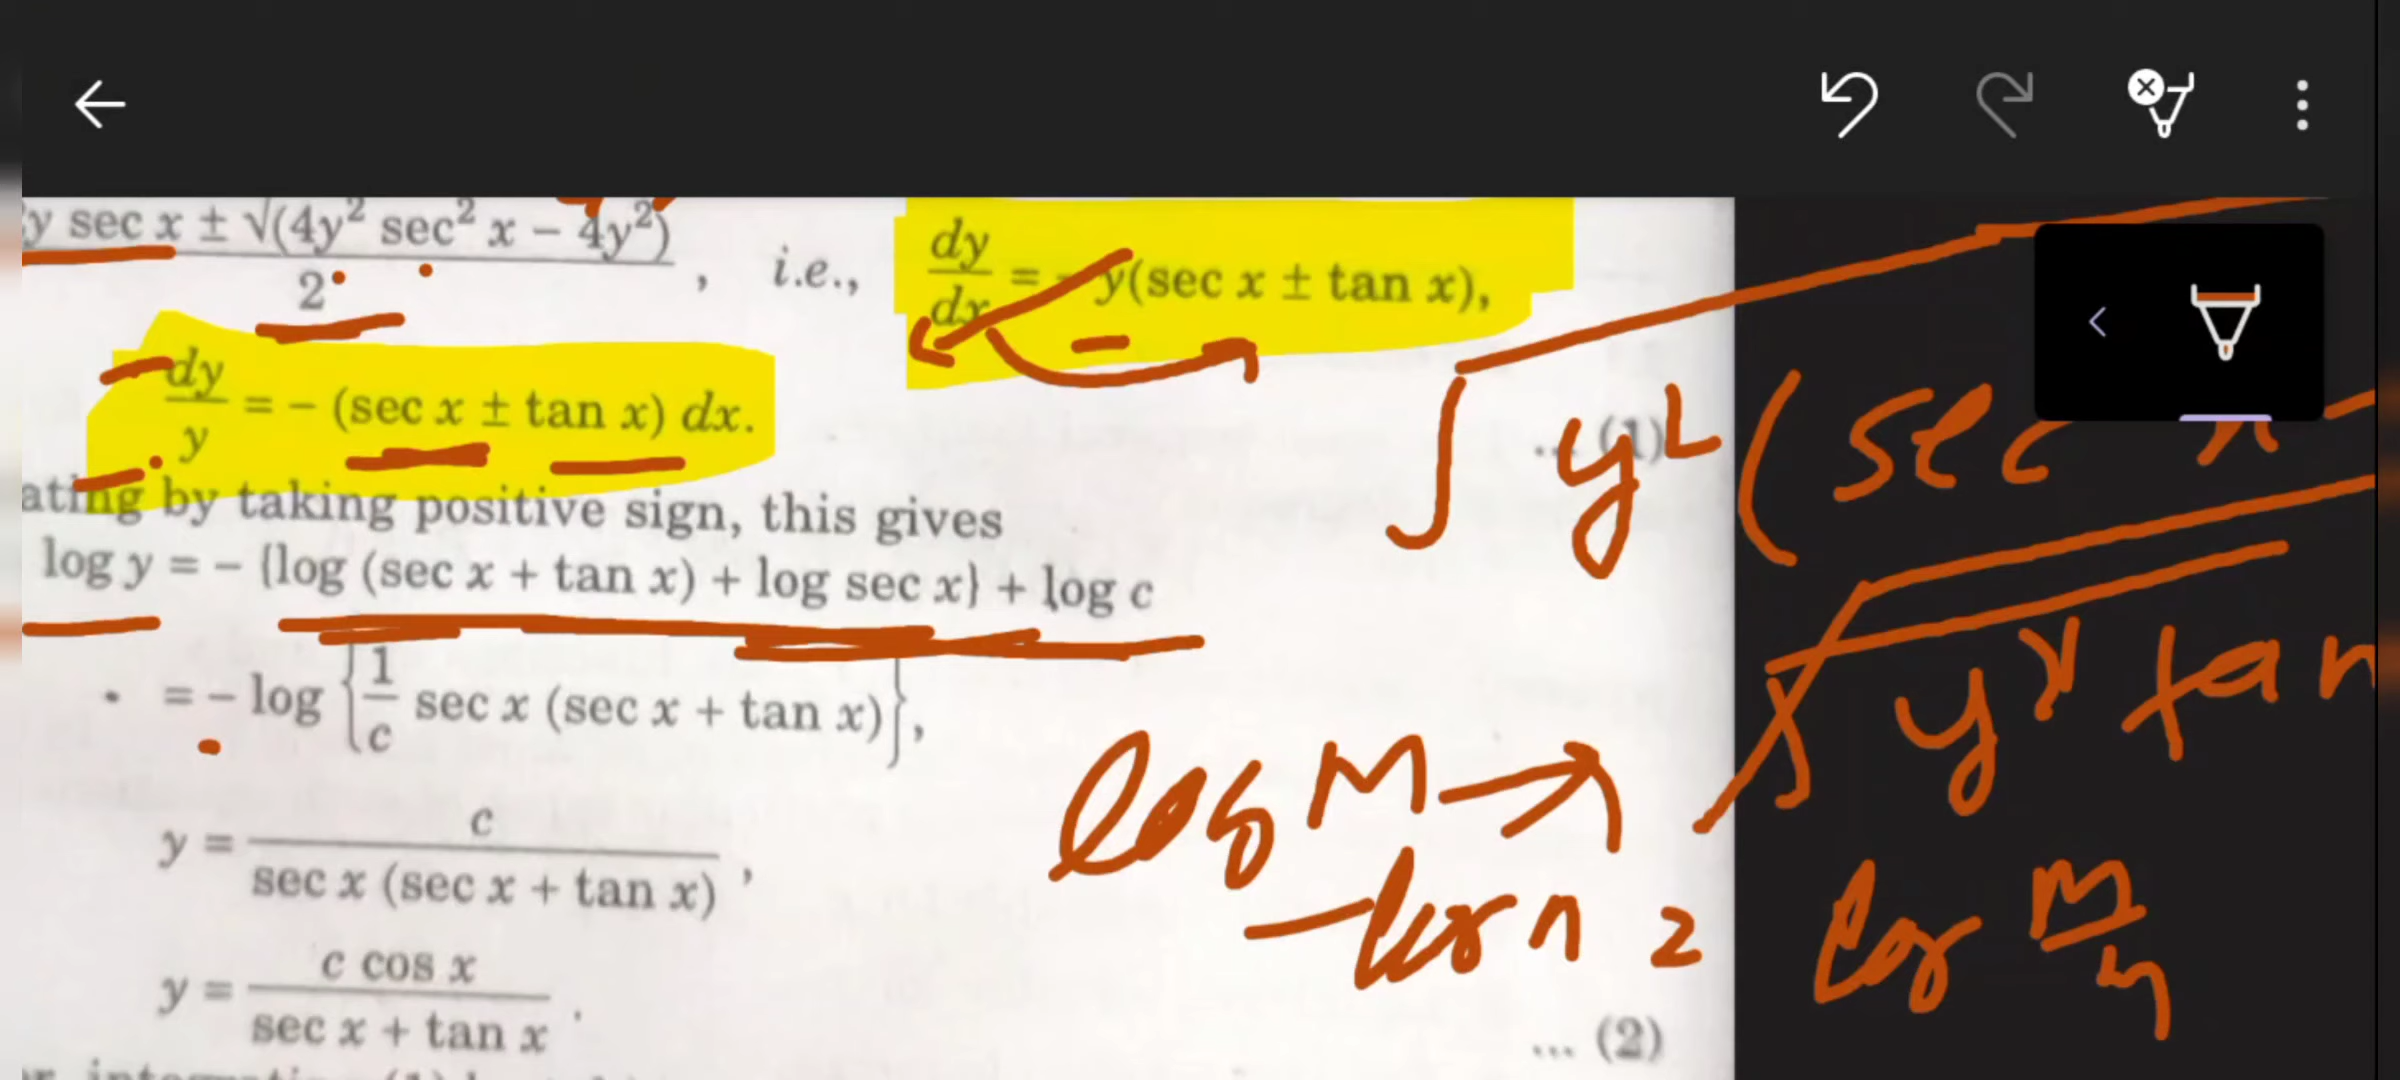 y sec x ± √(4y² sec² x − 4y²) / 2 , i.e., dy/dx = − y(sec x ± tan x),
dy/y = − (sec x ± tan x) dx. ... (1)
√y² (sec x
ating by taking positive sign, this gives
log y = − {log (sec x + tan x) + log sec x} + log c
= − log {1/c sec x (sec x + tan x)},
√y² tan
y = c / sec x (sec x + tan x) ,
log M
− log n = log m/n
y = c cos x / sec x + tan x .
... (2)